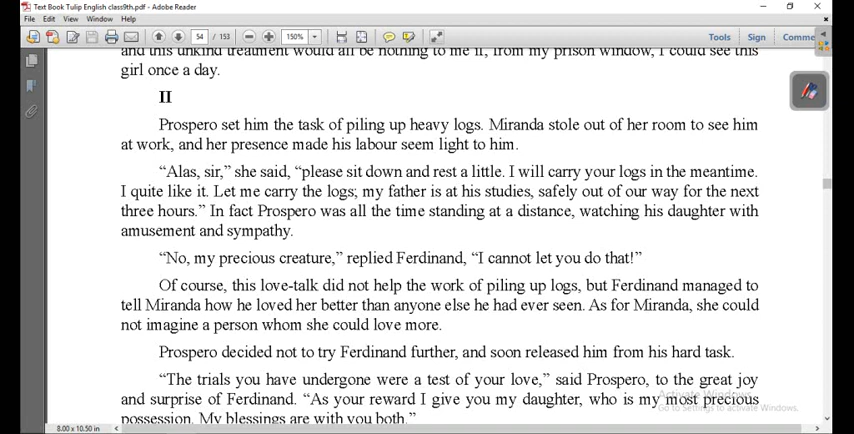 Text Book Tulip English class9th.pdf - Adobe Reader
File Edit View Window Help
54 / 153 150% Tools Sign Comme
and this unkind treatment would all be nothing to me if, from my prison window, I could see this
girl once a day.
II
Prospero set him the task of piling up heavy logs. Miranda stole out of her room to see him
at work, and her presence made his labour seem light to him.
“Alas, sir,” she said, “please sit down and rest a little. I will carry your logs in the meantime.
I quite like it. Let me carry the logs; my father is at his studies, safely out of our way for the next
three hours.” In fact Prospero was all the time standing at a distance, watching his daughter with
amusement and sympathy.
“No, my precious creature,” replied Ferdinand, “I cannot let you do that!”
Of course, this love-talk did not help the work of piling up logs, but Ferdinand managed to
tell Miranda how he loved her better than anyone else he had ever seen. As for Miranda, she could
not imagine a person whom she could love more.
Prospero decided not to try Ferdinand further, and soon released him from his hard task.
“The trials you have undergone were a test of your love,” said Prospero, to the great joy
and surprise of Ferdinand. “As your reward I give you my daughter, who is my most precious
possession. My blessings are with you both.”
Activate Windows
Go to Settings to activate Windows.
8.00 x 10.50 in